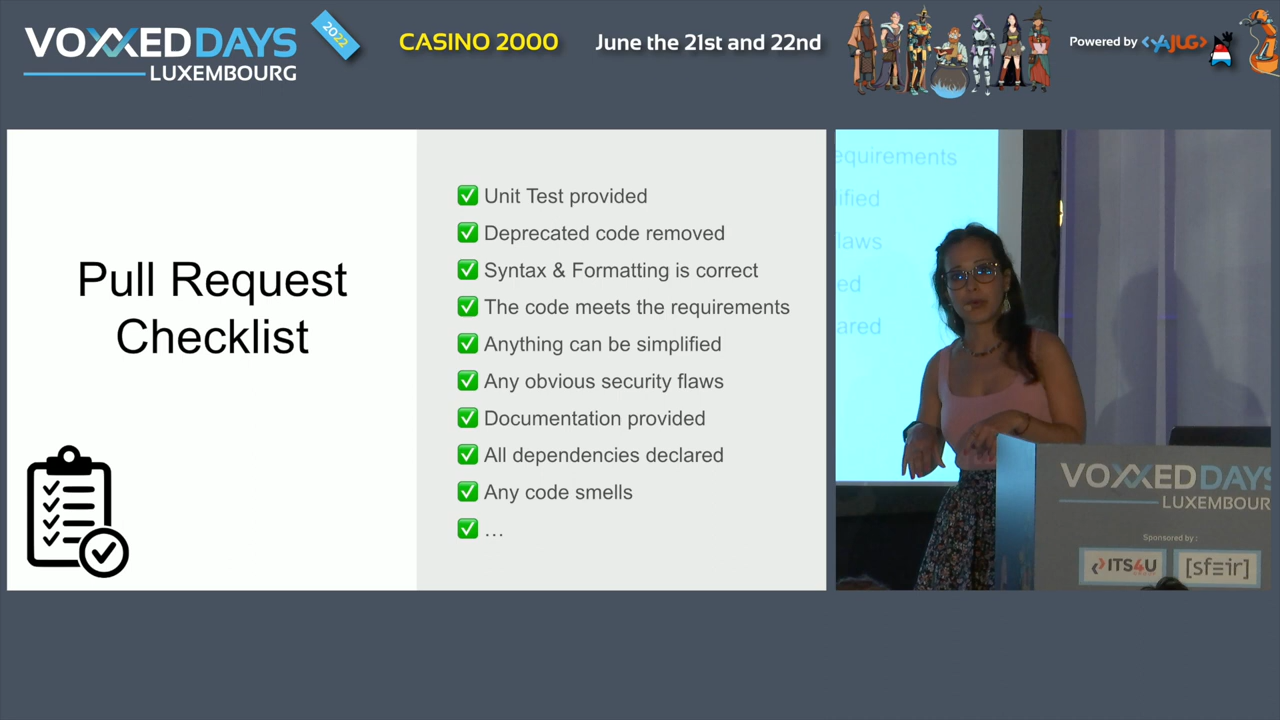 VOXXED DAYS
LUXEMBOURG
2022
CASINO 2000
June the 21st and 22nd
Powered by <YAJUG>
Pull Request
Checklist
✅ Unit Test provided
✅ Deprecated code removed
✅ Syntax & Formatting is correct
✅ The code meets the requirements
✅ Anything can be simplified
✅ Any obvious security flaws
✅ Documentation provided
✅ All dependencies declared
✅ Any code smells
✅ …
equirements
ified
laws
ed
ared
VOXXED DAYS
LUXEMBOUR
Sponsored by :
ITS4U
[sfeir]